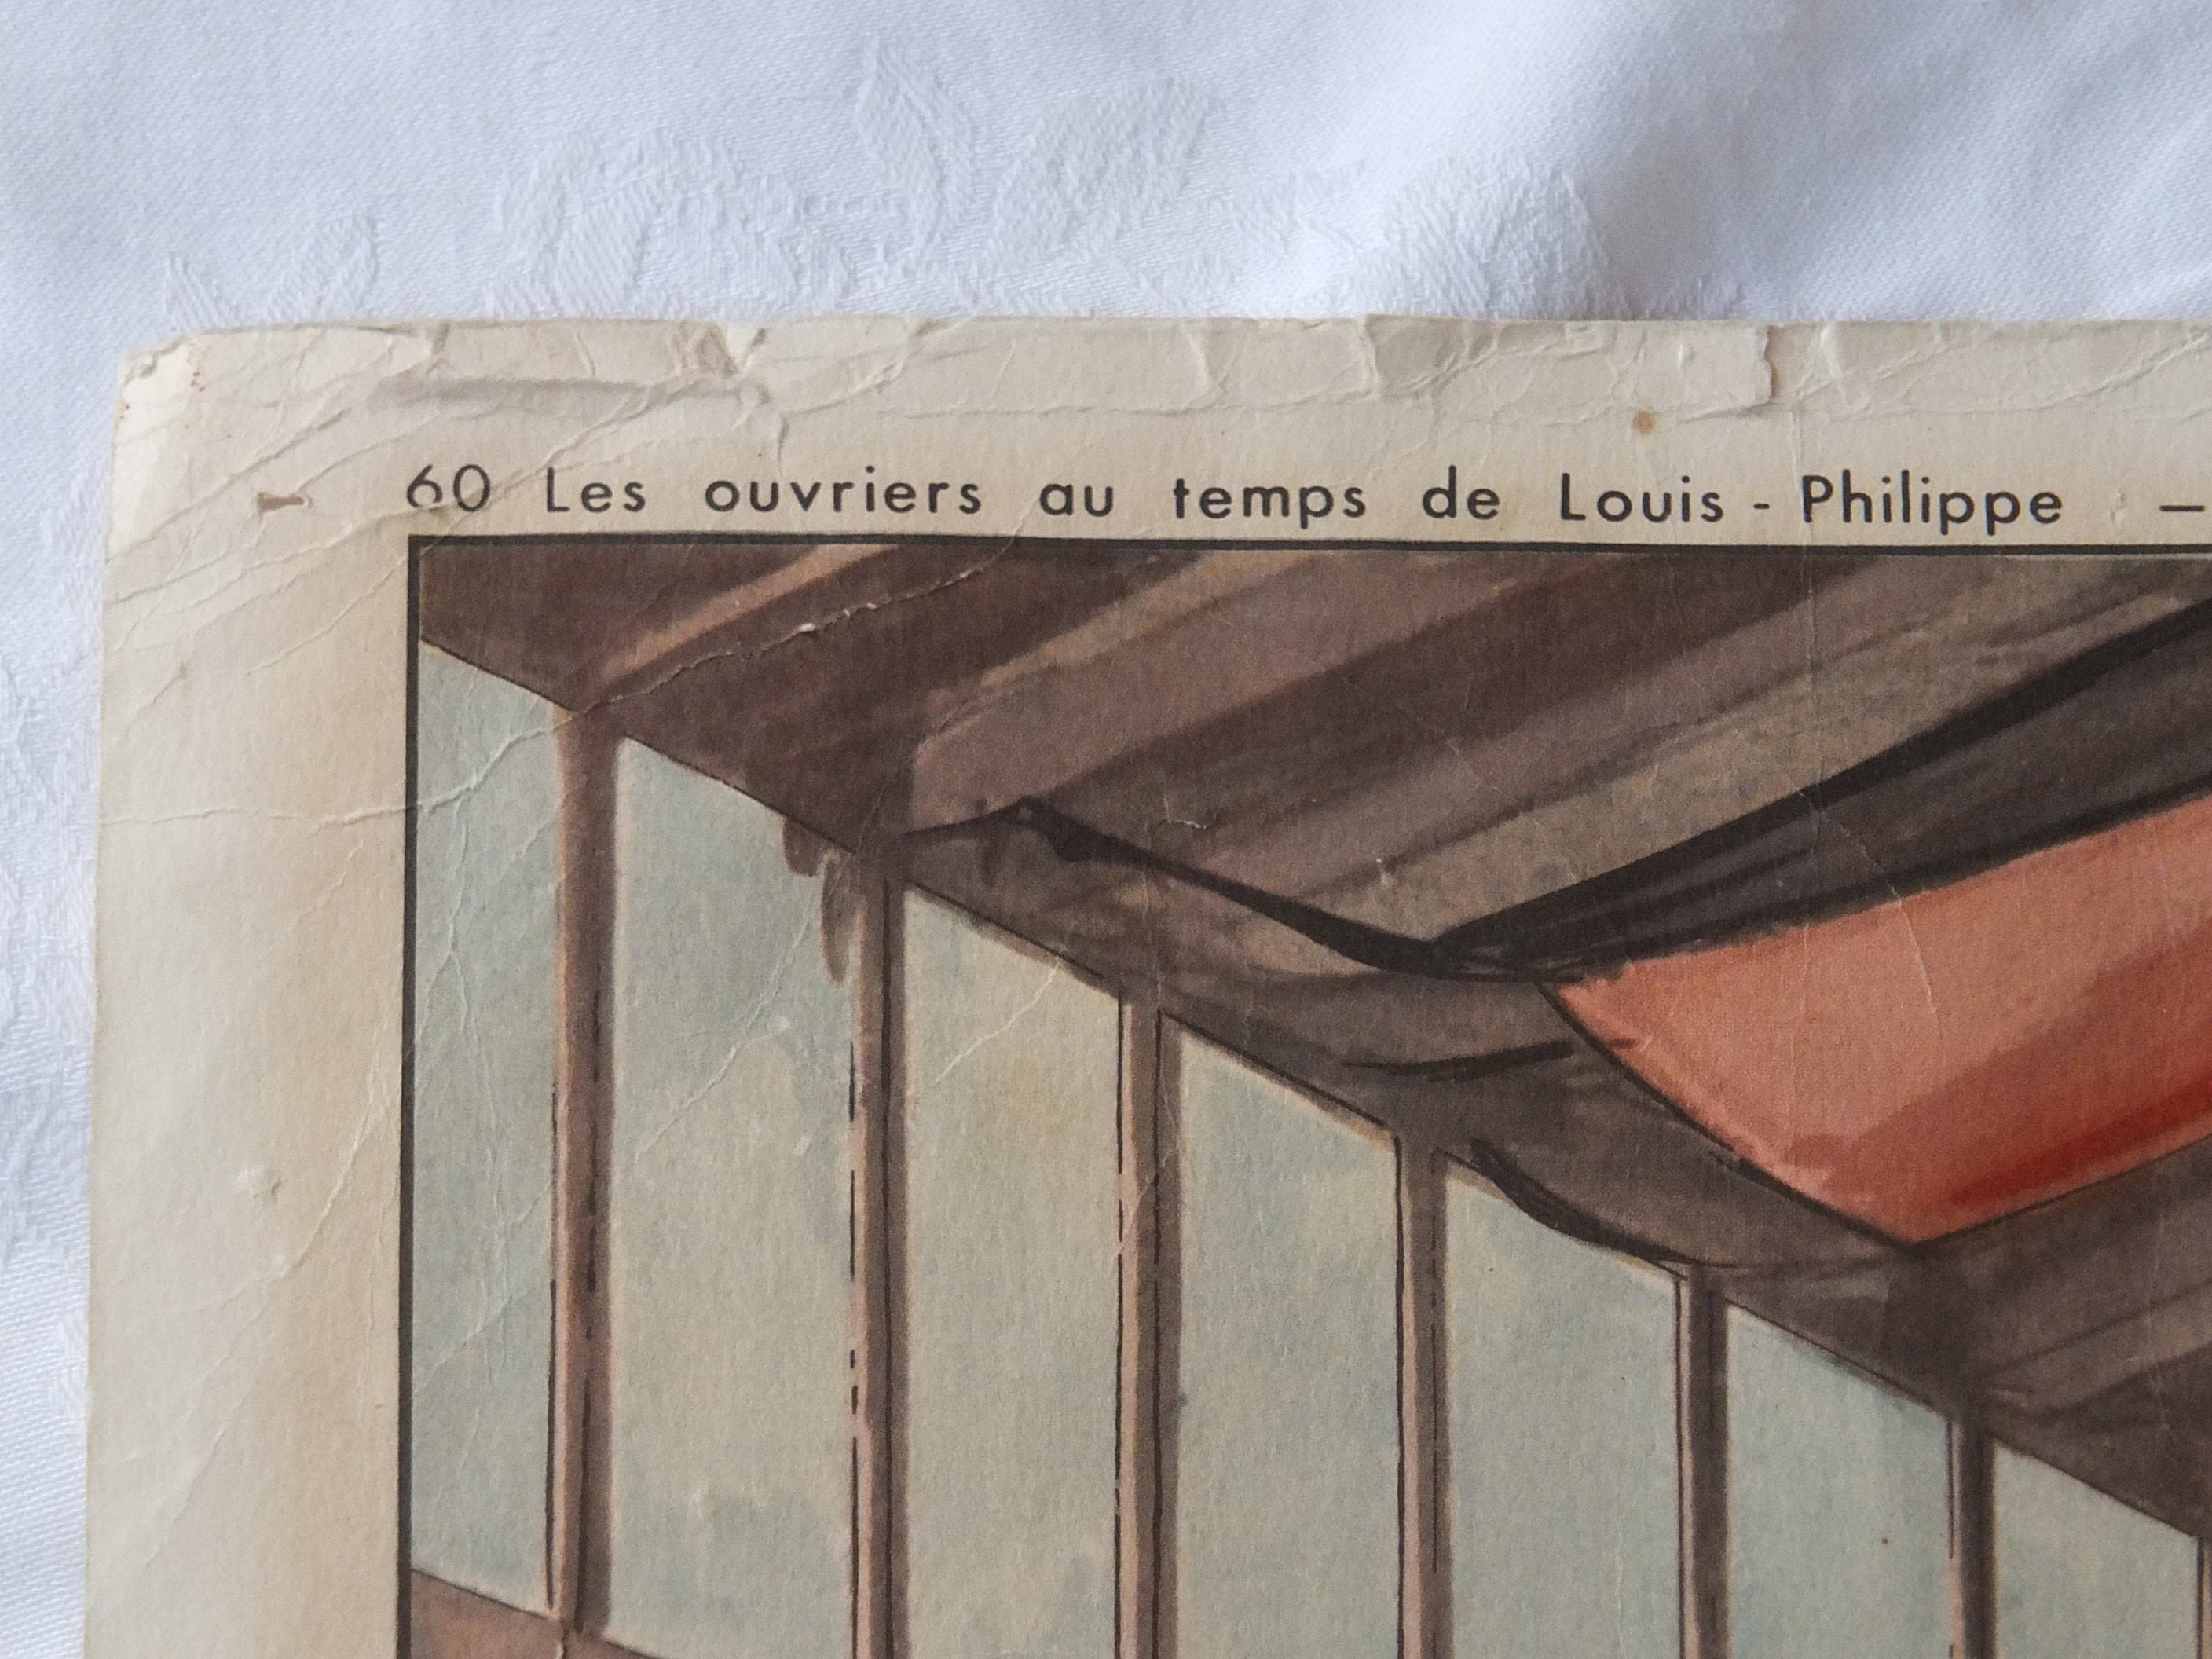 60 Les ouvriers au temps de Louis - Philippe —